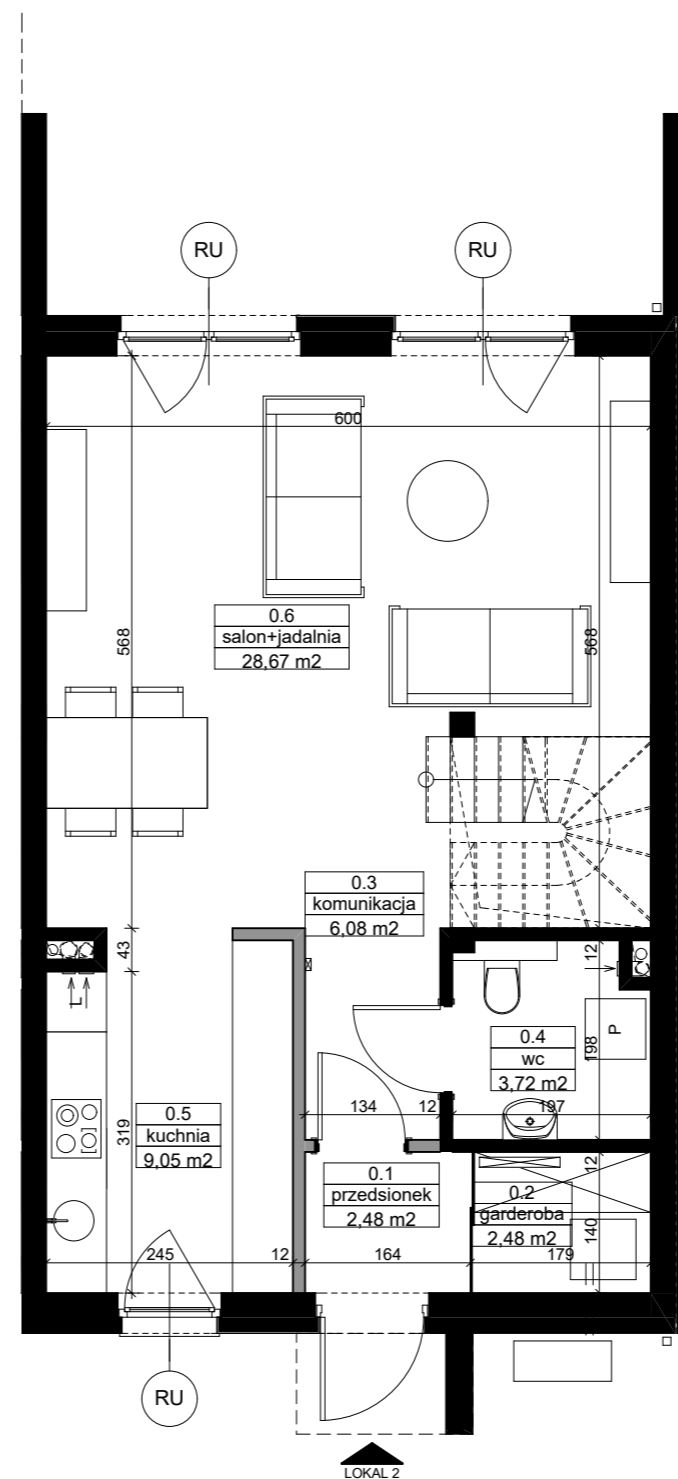 RU
RU
600
0.6
salon+jadalnia
28,67 m2
568
568
0.3
komunikacja
6,08 m2
43
12
L
0.4
wc
3,72 m2
P
198
319
0.5
kuchnia
9,05 m2
134
12
197
0.1
przedsionek
2,48 m2
12
0.2
garderoba
2,48 m2
140
245
12
164
179
RU
LOKAL 2